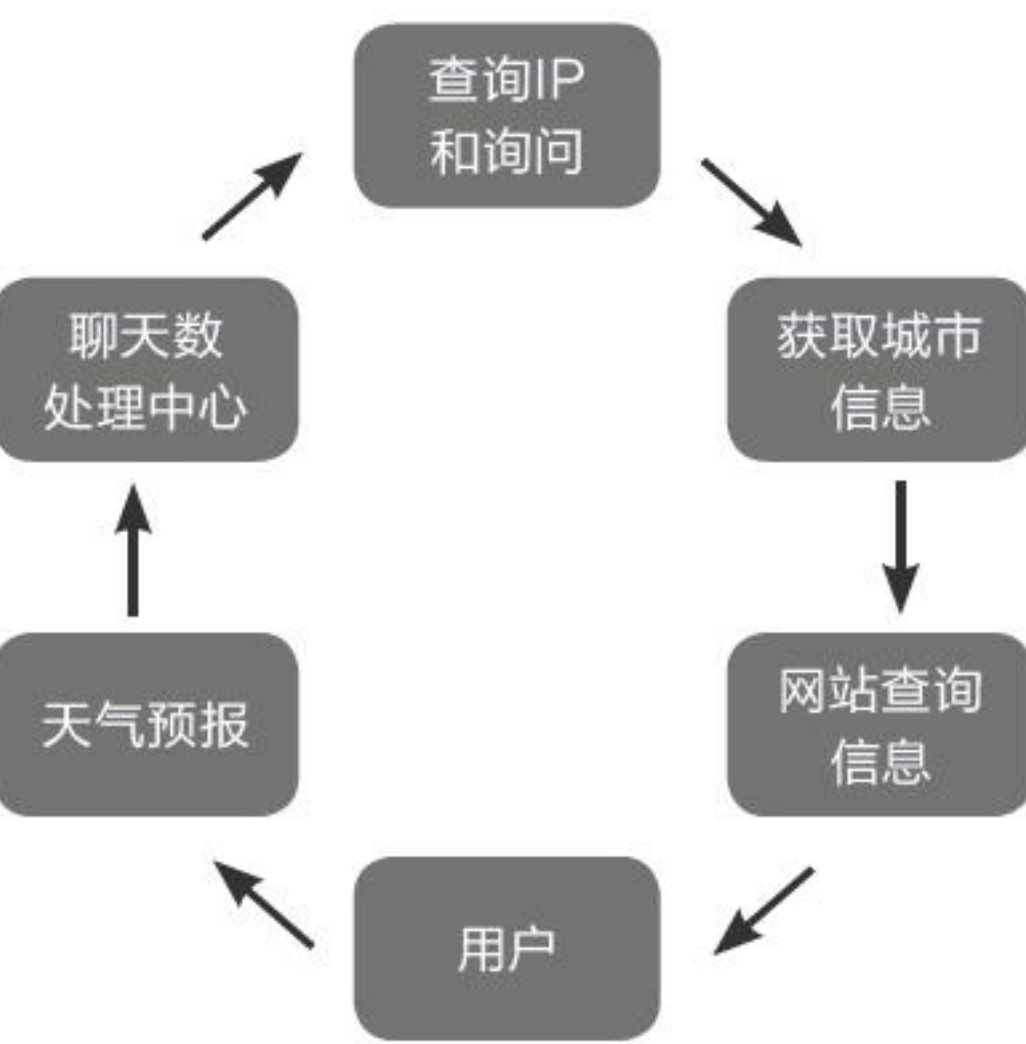 查询IP
和询问
获取城市
信息
网站查询
信息
用户
天气预报
聊天数
处理中心